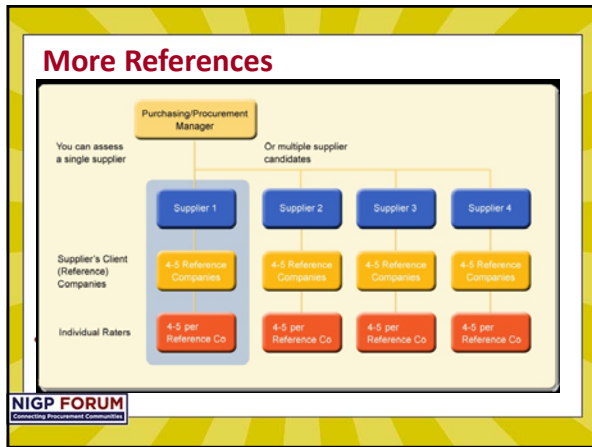 More References
Purchasing/Procurement
Manager
You can assess
a single supplier
Or multiple supplier
candidates
Supplier 1
Supplier 2
Supplier 3
Supplier 4
Supplier's Client
(Reference)
Companies
4-5 Reference
Companies
4-5 Reference
Companies
4-5 Reference
Companies
4-5 Reference
Companies
Individual Raters
4-5 per
Reference Co
4-5 per
Reference Co
4-5 per
Reference Co
4-5 per
Reference Co
NIGP FORUM
Connecting Procurement Communities